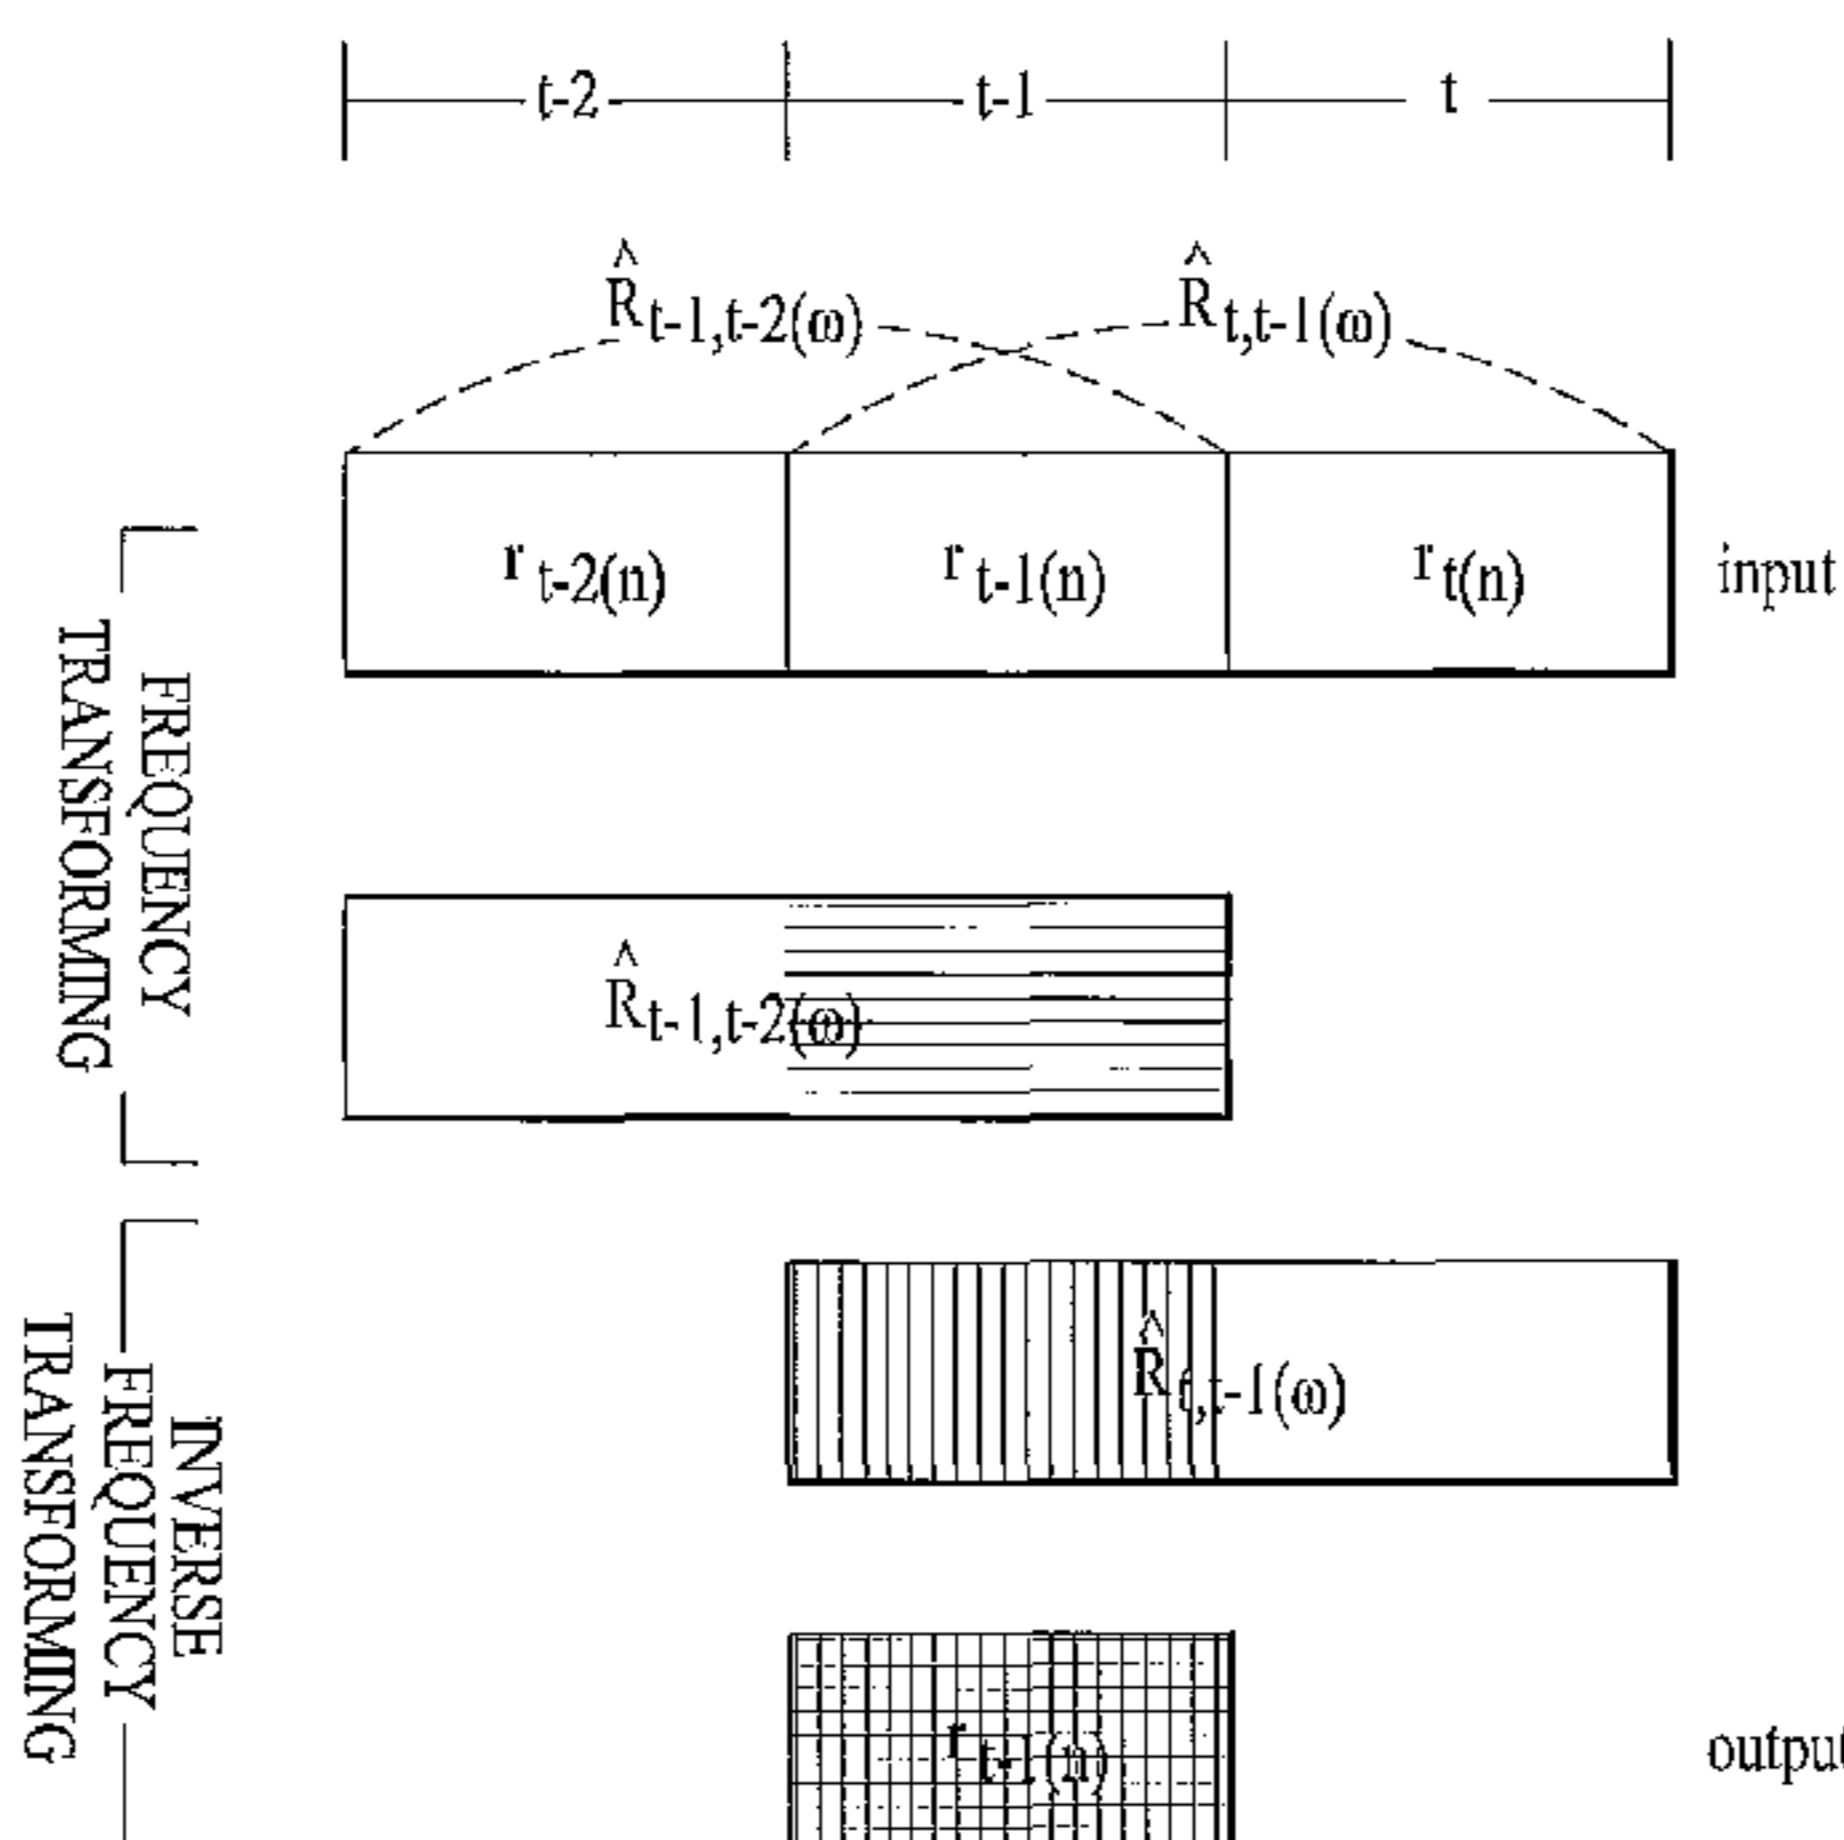 t-2 t-1 t
R̂t-1,t-2(ω) R̂t,t-1(ω)
rt-2(n) rt-1(n) rt(n) input
FREQUENCY
TRANSFORMING
R̂t-1,t-2(ω)
R̂t,t-1(ω)
INVERSE
FREQUENCY
TRANSFORMING
rt-1(n) output